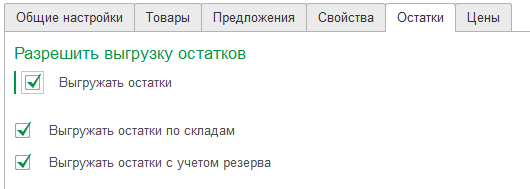 Общие настройки Товары Предложения Свойства Остатки Цены
Разрешить выгрузку остатков
Выгружать остатки
Выгружать остатки по складам
Выгружать остатки с учетом резерва